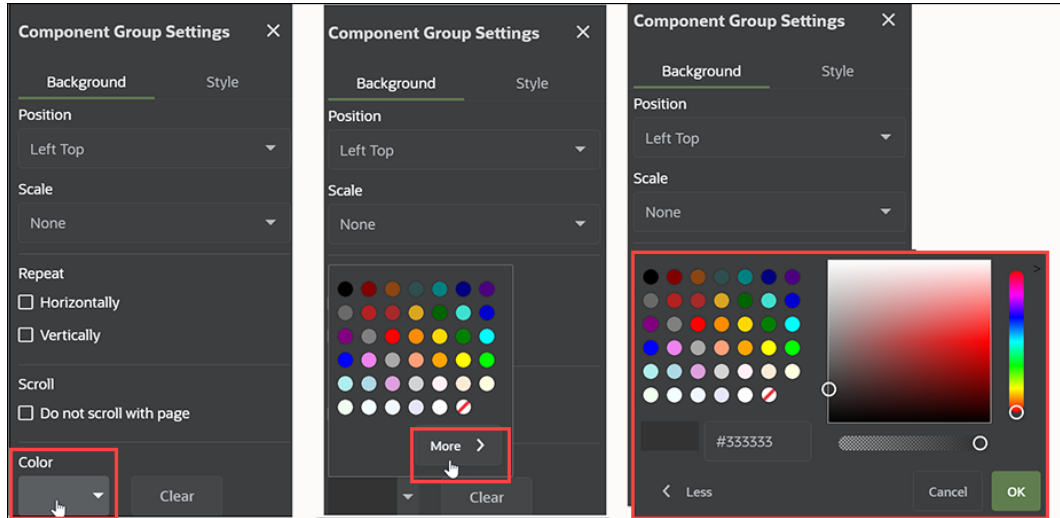 Component Group Settings
Background Style
Position
Left Top
Scale
None
Repeat
Horizontally
Vertically
Scroll
Do not scroll with page
Color
Clear
Component Group Settings
Background Style
Position
Left Top
Scale
None
More >
Clear
Component Group Settings
Background Style
Position
Left Top
Scale
None
>
#333333
< Less Cancel OK